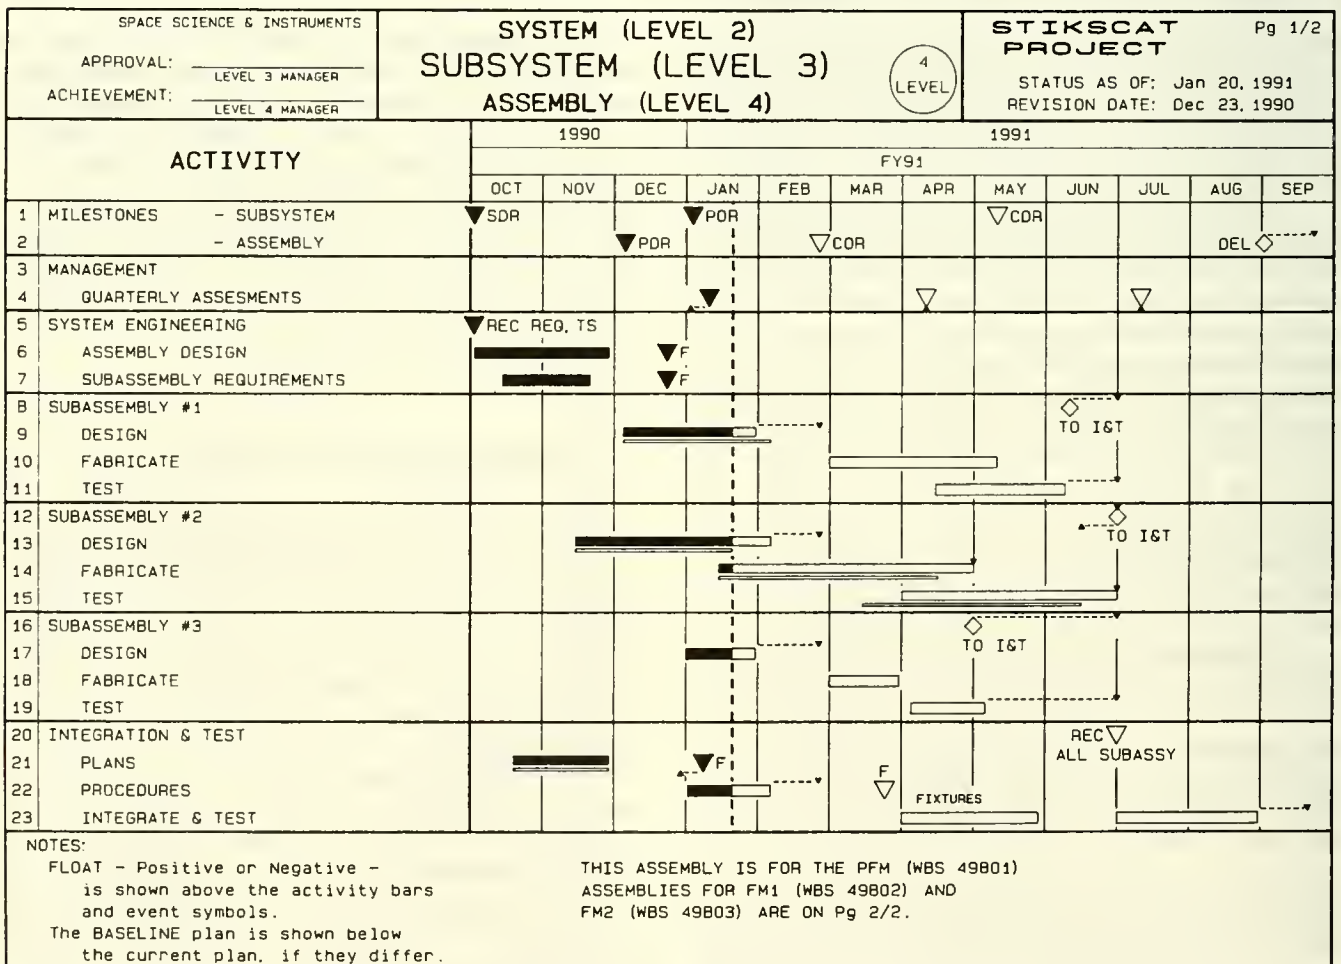 SPACE SCIENCE & INSTRUMENTS
APPROVAL:
LEVEL 3 MANAGER
ACHIEVEMENT:
LEVEL 4 MANAGER
SYSTEM (LEVEL 2)
SUBSYSTEM (LEVEL 3)
ASSEMBLY (LEVEL 4)
4
LEVEL
STIKSCAT Pg 1/2
PROJECT
STATUS AS OF: Jan 20, 1991
REVISION DATE: Dec 23, 1990
ACTIVITY
1990 1991
FY91
OCT NOV DEC JAN FEB MAR APR MAY JUN JUL AUG SEP
1 MILESTONES - SUBSYSTEM SDR PDR CDR
2 - ASSEMBLY PDR CDR DEL
3 MANAGEMENT
4 QUARTERLY ASSESMENTS
5 SYSTEM ENGINEERING REC REQ, TS
6 ASSEMBLY DESIGN F
7 SUBASSEMBLY REQUIREMENTS F
8 SUBASSEMBLY #1 TO I&T
9 DESIGN
10 FABRICATE
11 TEST
12 SUBASSEMBLY #2 TO I&T
13 DESIGN
14 FABRICATE
15 TEST
16 SUBASSEMBLY #3 TO I&T
17 DESIGN
18 FABRICATE
19 TEST
20 INTEGRATION & TEST REC
ALL SUBASSY
21 PLANS F
22 PROCEDURES F
FIXTURES
23 INTEGRATE & TEST
NOTES:
FLOAT - Positive or Negative -
is shown above the activity bars
and event symbols.
The BASELINE plan is shown below
the current plan, if they differ.
THIS ASSEMBLY IS FOR THE PFM (WBS 49B01)
ASSEMBLIES FOR FM1 (WBS 49B02) AND
FM2 (WBS 49B03) ARE ON Pg 2/2.